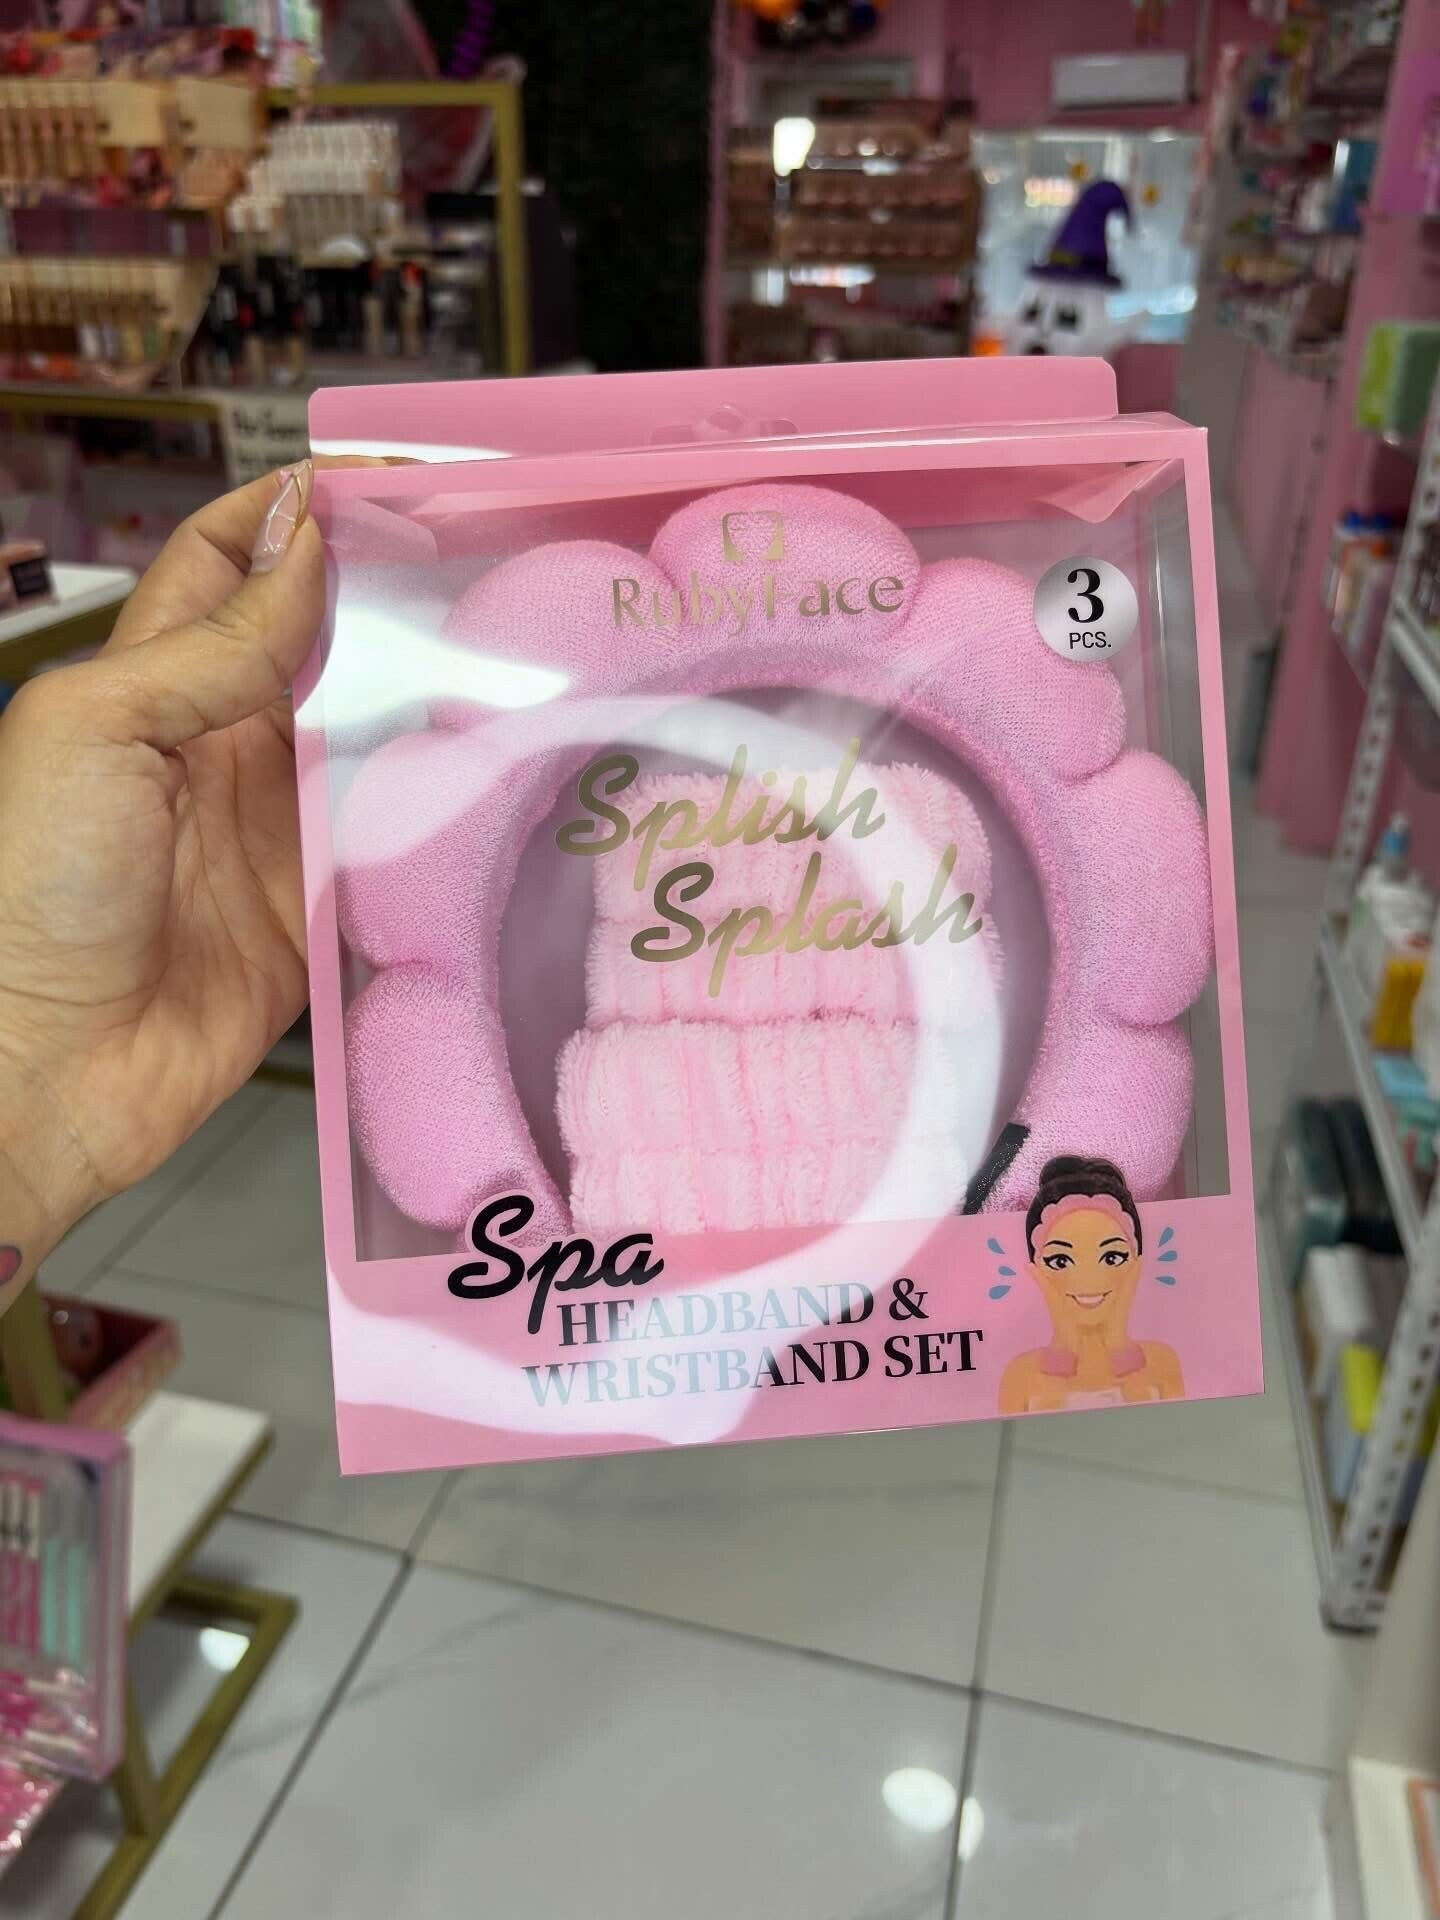 RubyFace
3
PCS.
Splish
Splash
Spa
HEADBAND &
WRISTBAND SET